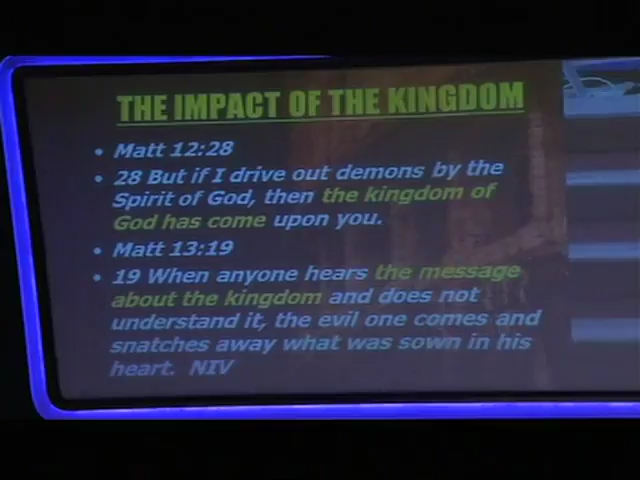 THE IMPACT OF THE KINGDOM
• Matt 12:28
• 28 But if I drive out demons by the
Spirit of God, then the kingdom of
God has come upon you.
• Matt 13:19
• 19 When anyone hears the message
about the kingdom and does not
understand it, the evil one comes and
snatches away what was sown in his
heart.  NIV